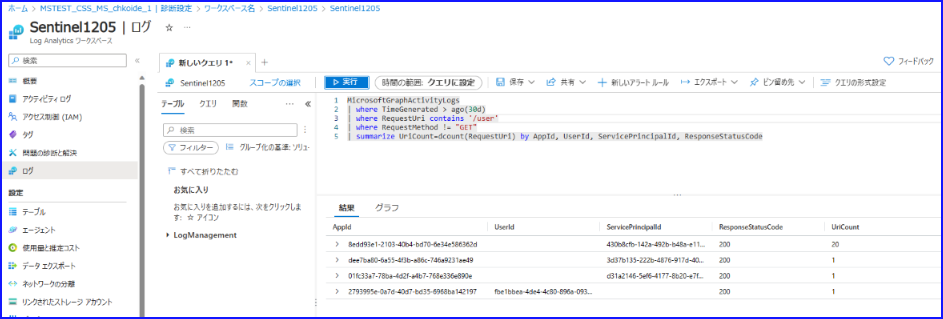 ホーム > MSTEST_CSS_MS_chkoide_1 | 診断設定 > ワークスペース名 > Sentinel1205 > Sentinel1205
Sentinel1205 | ログ ☆ …
Log Analytics ワークスペース
検索
概要
アクティビティ ログ
アクセス制御 (IAM)
タグ
問題の診断と解決
ログ
設定
テーブル
エージェント
使用量と推定コスト
データ エクスポート
ネットワークの分離
リンクされたストレージ アカウント
新しいクエリ 1* × +
フィードバック
Sentinel1205 スコープの選択 実行 時間の範囲: クエリに設定 保存 共有 新しいアラート ルール エクスポート ピン留め先 クエリの形式設定
テーブル クエリ 関数 … «
検索
フィルター グループ化の基準: ソリュ-
すべて折りたたむ
お気に入り
お気に入りを追加するには、次をクリックしま
す: ☆ アイコン
LogManagement
1 MicrosoftGraphActivityLogs
2 | where TimeGenerated > ago(30d)
3 | where RequestUri contains '/user'
4 | where RequestMethod != "GET"
5 | summarize UriCount=dcount(RequestUri) by AppId, UserId, ServicePrincipalId, ResponseStatusCode
結果 グラフ
AppId UserId ServicePrincipalId ResponseStatusCode UriCount
> 8edd93e1-2103-40b4-bd70-6e34e586362d 430b8cfb-142a-492b-b48a-e11... 200 20
> dee7ba80-6a55-4f3b-a86c-746a9231ae49 3d37b135-222b-4876-917d-40... 200 1
> 01fc33a7-78ba-4d2f-a4b7-768e336e890e d31a2146-5ef6-4177-8b20-e7f... 200 1
> 2793995e-0a7d-40d7-bd35-6968ba142197 fbe1bbea-4de4-4c80-896a-093... 200 1